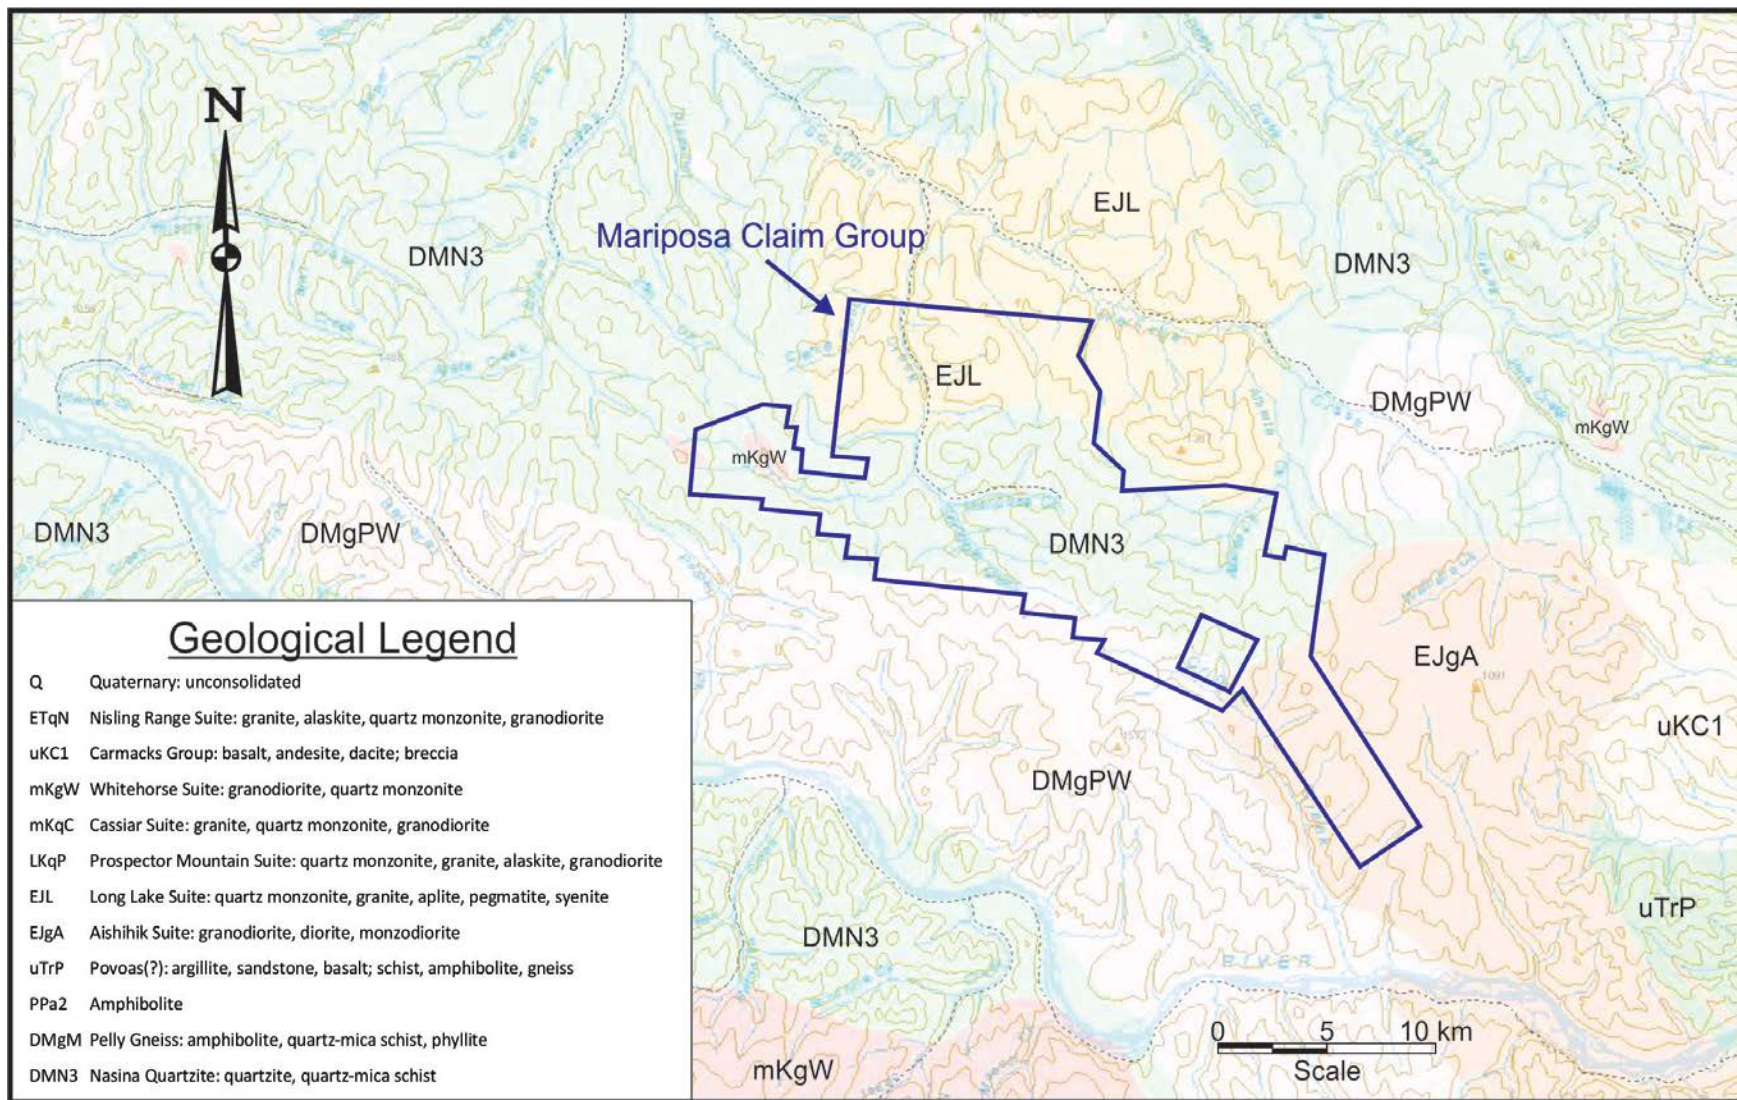 N
EJL
Mariposa Claim Group
DMN3
DMN3
EJL
DMgPW
mKgW
mKgW
DMN3
DMgPW
DMN3
EJgA
1091
uKC1
DMgPW
uTrP
DMN3
RIVER
mKgW
0 5 10 km
Scale
Geological Legend
Q Quaternary: unconsolidated
ETqN Nisling Range Suite: granite, alaskite, quartz monzonite, granodiorite
uKC1 Carmacks Group: basalt, andesite, dacite; breccia
mKgW Whitehorse Suite: granodiorite, quartz monzonite
mKqC Cassiar Suite: granite, quartz monzonite, granodiorite
LKqP Prospector Mountain Suite: quartz monzonite, granite, alaskite, granodiorite
EJL Long Lake Suite: quartz monzonite, granite, aplite, pegmatite, syenite
EJgA Aishihik Suite: granodiorite, diorite, monzodiorite
uTrP Povoas(?): argillite, sandstone, basalt; schist, amphibolite, gneiss
PPa2 Amphibolite
DMgM Pelly Gneiss: amphibolite, quartz-mica schist, phyllite
DMN3 Nasina Quartzite: quartzite, quartz-mica schist